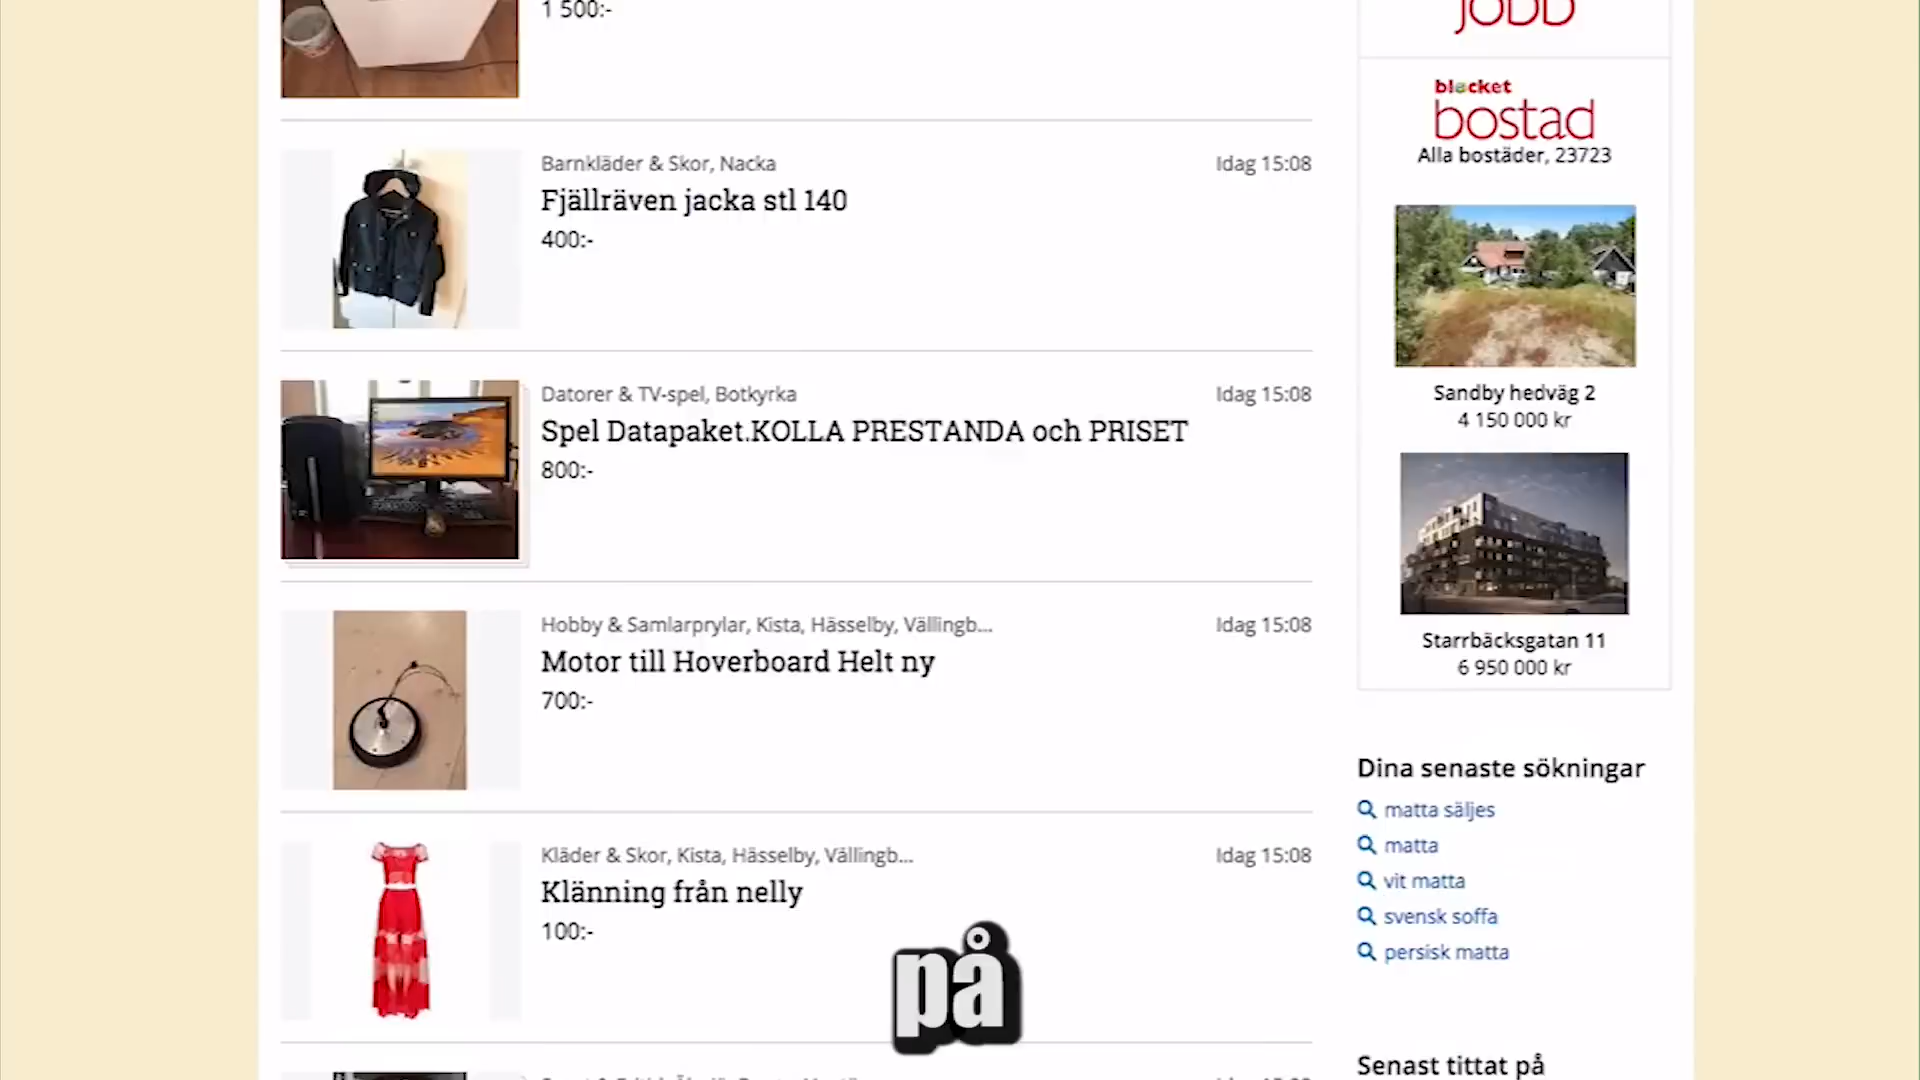 1 500:-
JOBB
Barnkläder & Skor, Nacka
Idag 15:08
Fjällräven jacka stl 140
400:-
Datorer & TV-spel, Botkyrka
Idag 15:08
Spel Datapaket.KOLLA PRESTANDA och PRISET
800:-
Hobby & Samlarprylar, Kista, Hässelby, Vällingb...
Idag 15:08
Motor till Hoverboard Helt ny
700:-
Kläder & Skor, Kista, Hässelby, Vällingb...
Idag 15:08
Klänning från nelly
100:-
på
blocket
bostad
Alla bostäder, 23723
Sandby hedväg 2
4 150 000 kr
Starrbäcksgatan 11
6 950 000 kr
Dina senaste sökningar
matta säljes
matta
vit matta
svensk soffa
persisk matta
Senast tittat på